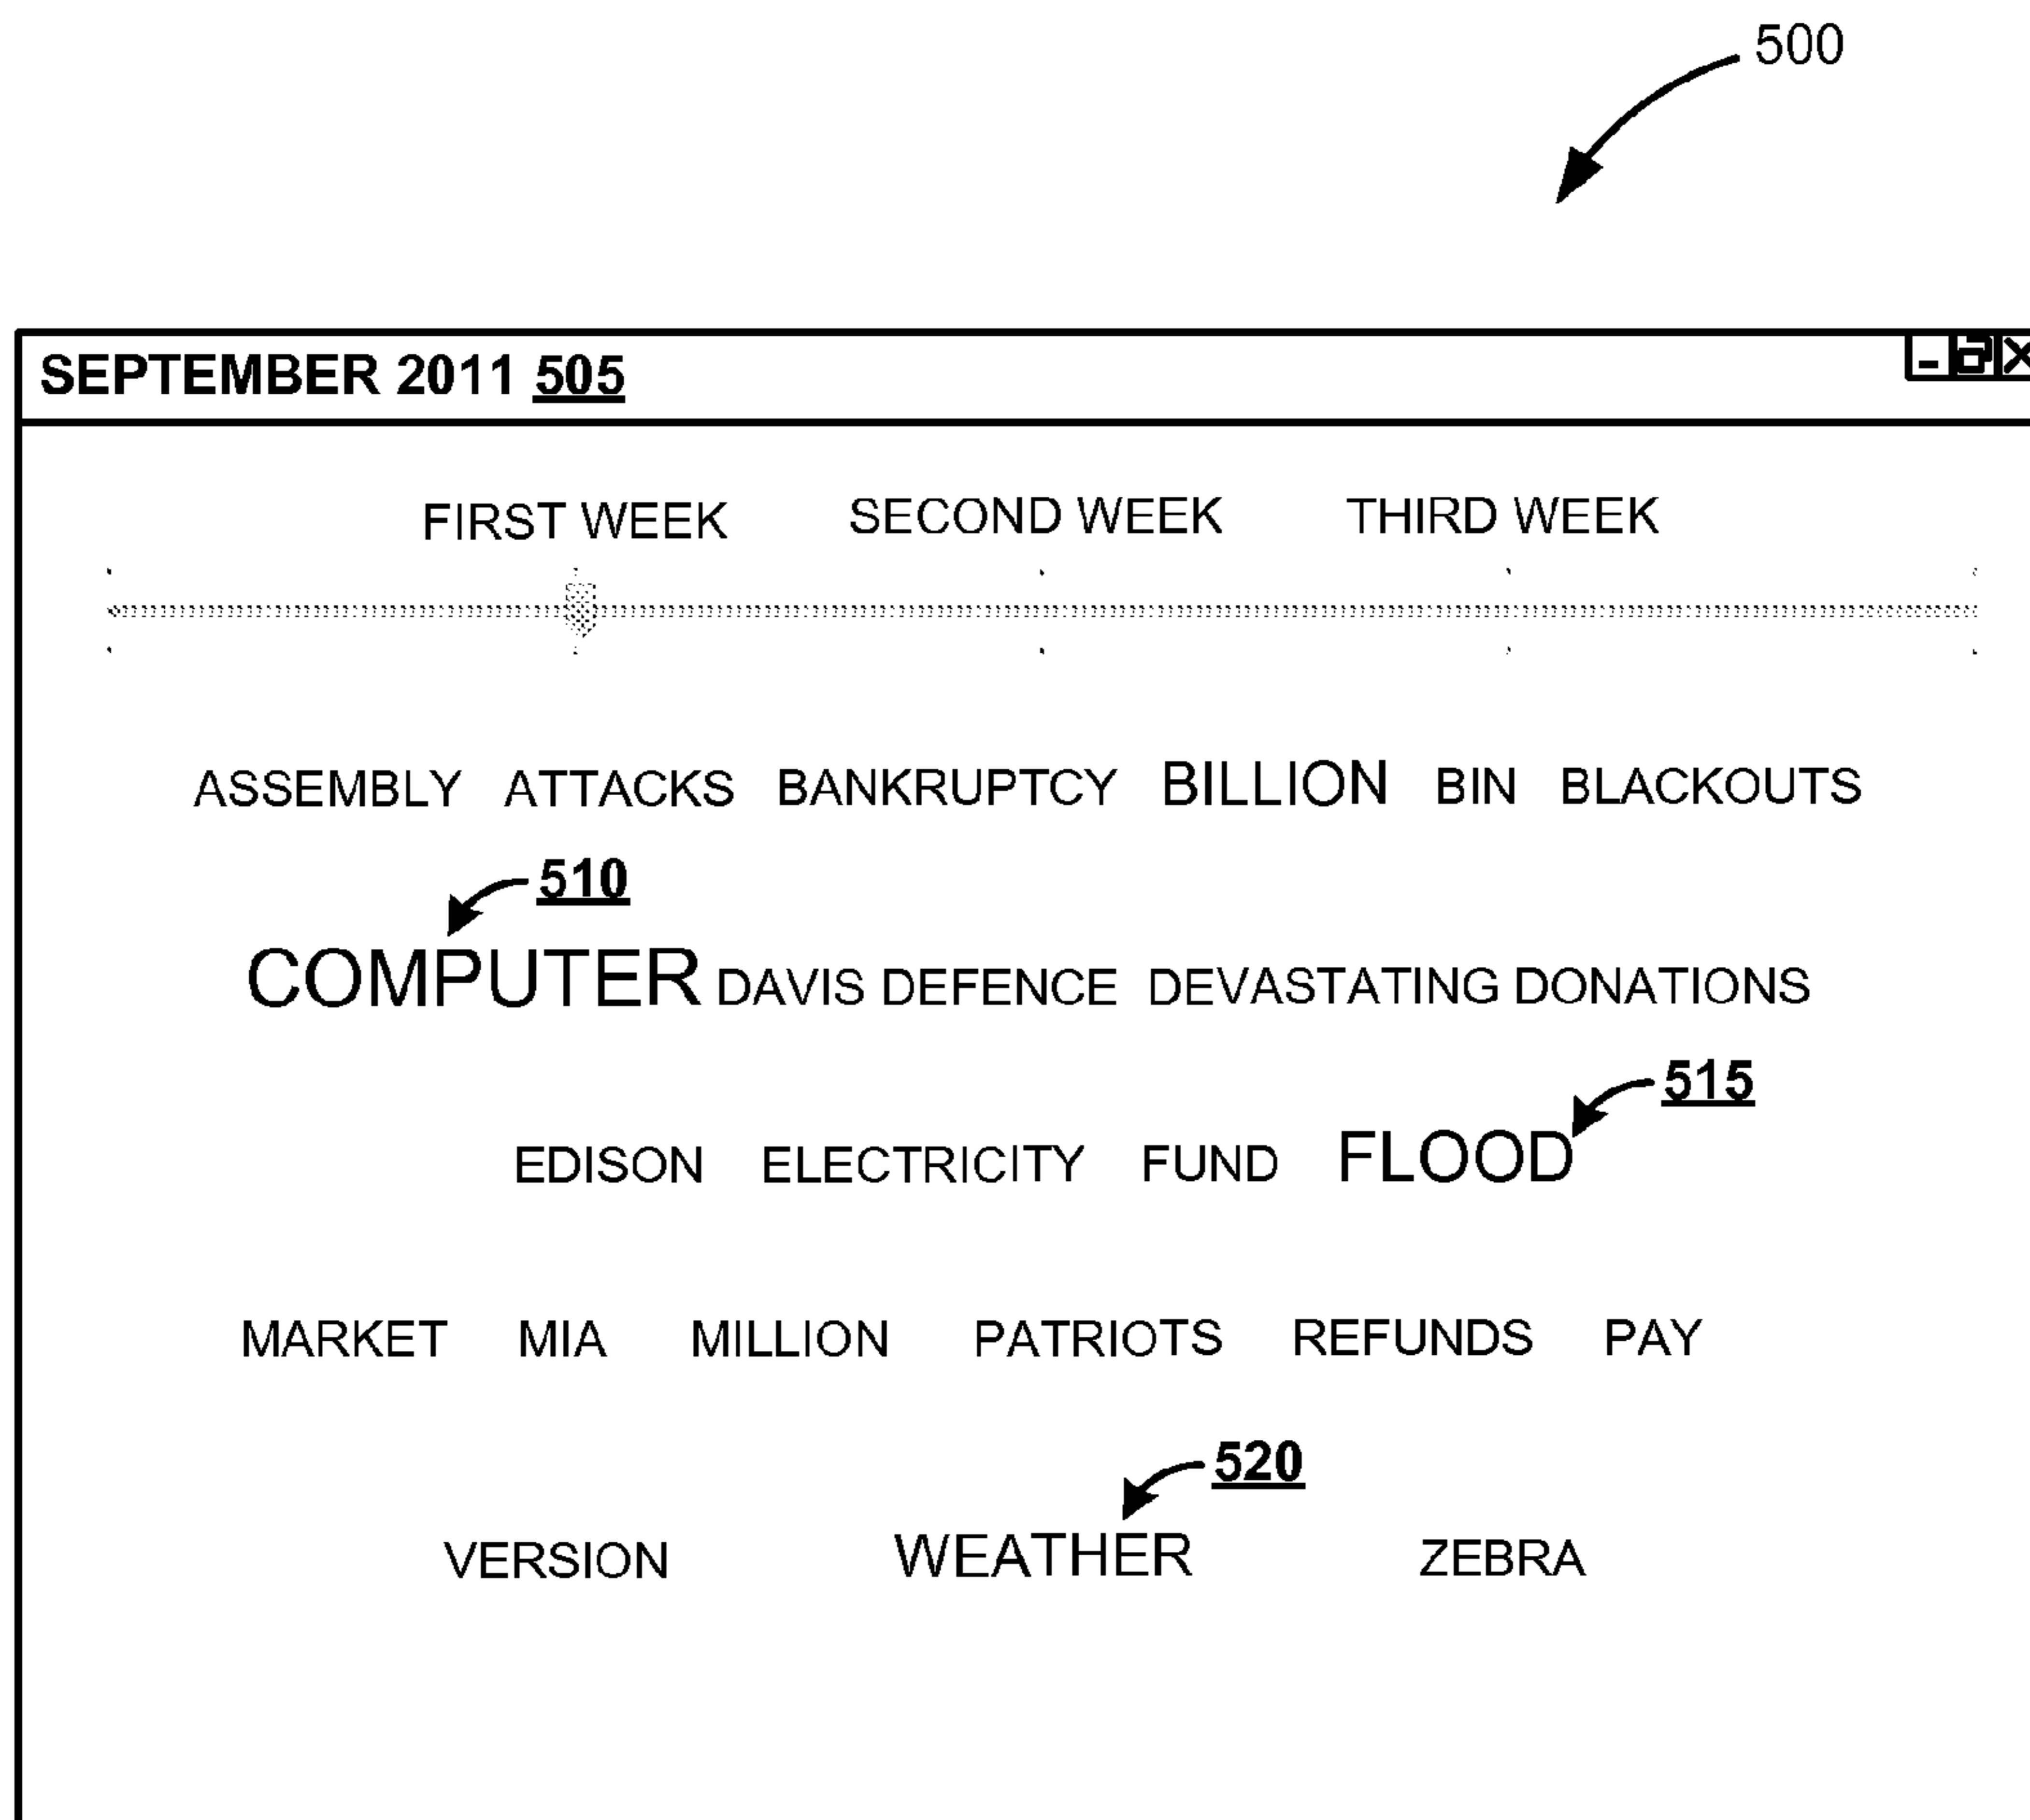 500
SEPTEMBER 2011 505
FIRST WEEK SECOND WEEK THIRD WEEK
ASSEMBLY ATTACKS BANKRUPTCY BILLION BIN BLACKOUTS
510
COMPUTER DAVIS DEFENCE DEVASTATING DONATIONS
515
EDISON ELECTRICITY FUND FLOOD
MARKET MIA MILLION PATRIOTS REFUNDS PAY
520
VERSION WEATHER ZEBRA